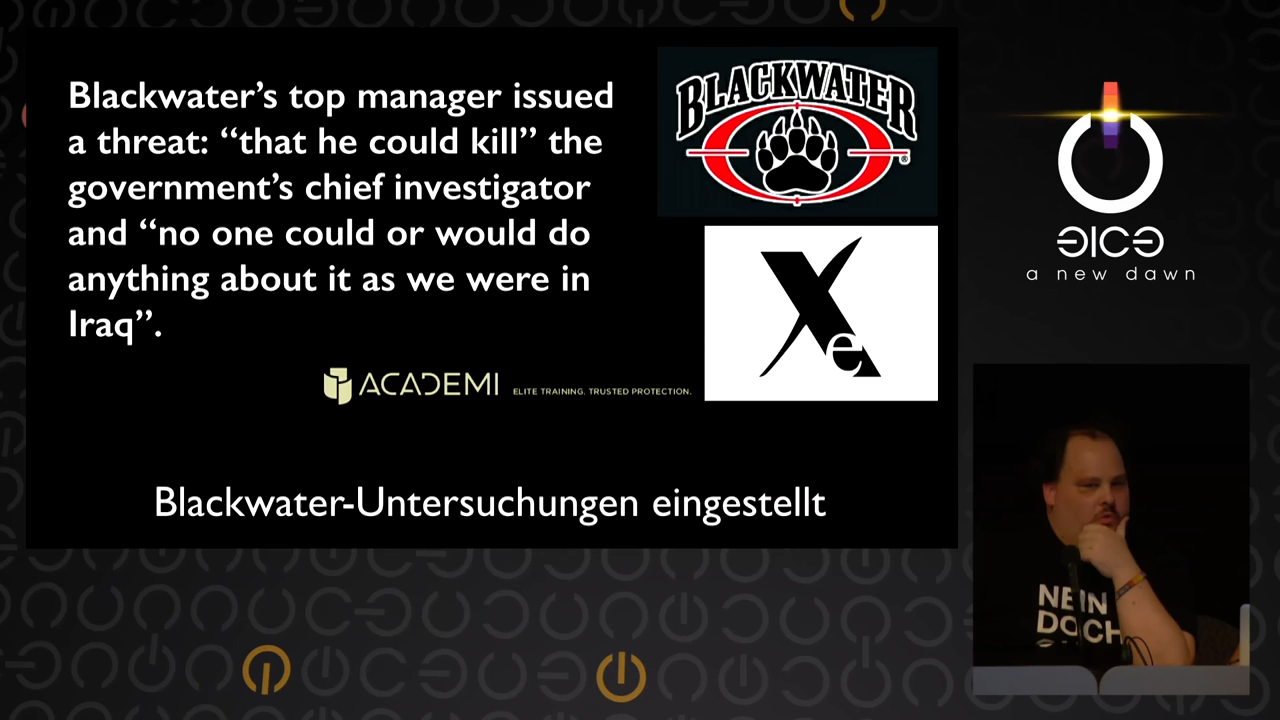 Blackwater’s top manager issued
a threat: “that he could kill” the
government’s chief investigator
and “no one could or would do
anything about it as we were in
Iraq”.
BLACKWATER
®
Xe
ACADEMI ELITE TRAINING. TRUSTED PROTECTION.
Blackwater-Untersuchungen eingestellt
a new dawn
NEIN
DOCH